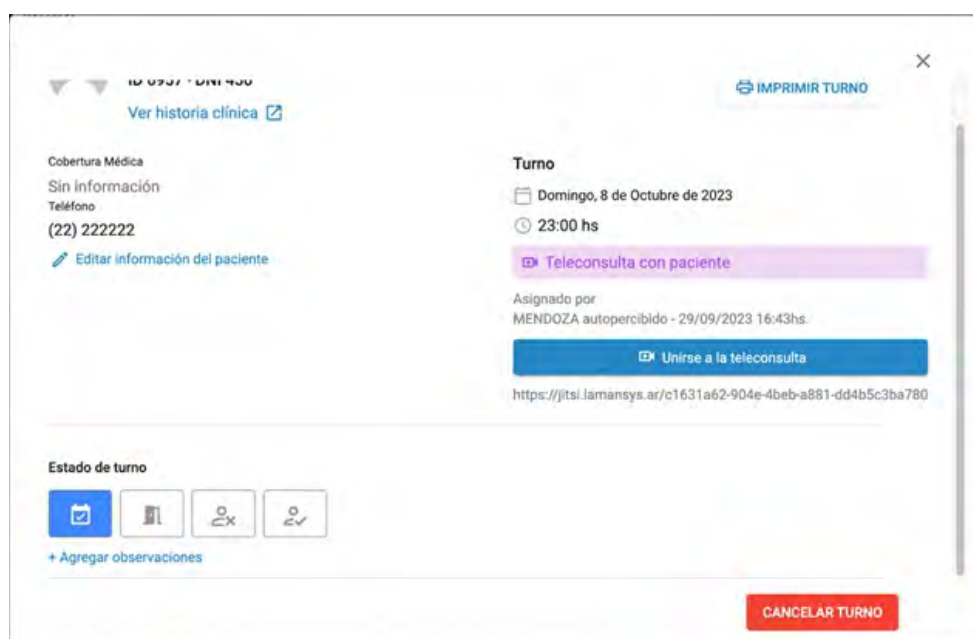 IMPRIMIR TURNO
Ver historia clínica
Cobertura Médica
Sin información
Teléfono
(22) 222222
Editar información del paciente
Turno
Domingo, 8 de Octubre de 2023
23:00 hs
Teleconsulta con paciente
Asignado por
MENDOZA autopercibido - 29/09/2023 16:43hs.
Unirse a la teleconsulta
https://jitsi.lamansys.ar/c1631a62-904e-4beb-a881-dd4b5c3ba780
Estado de turno
+ Agregar observaciones
CANCELAR TURNO